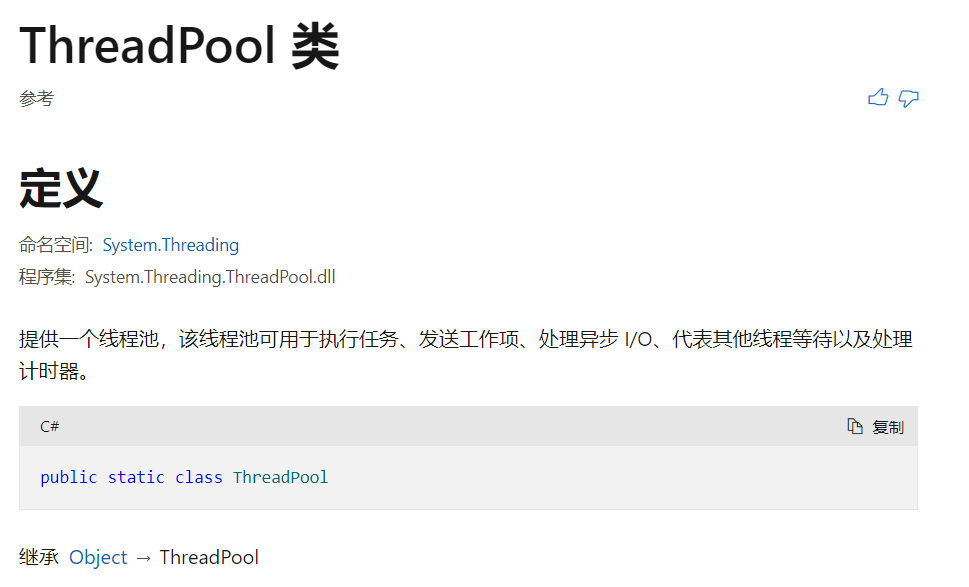 ThreadPool 类
参考
定义
命名空间: System.Threading
程序集: System.Threading.ThreadPool.dll
提供一个线程池，该线程池可用于执行任务、发送工作项、处理异步 I/O、代表其他线程等待以及处理
计时器。
C#
复制
public static class ThreadPool
继承 Object → ThreadPool